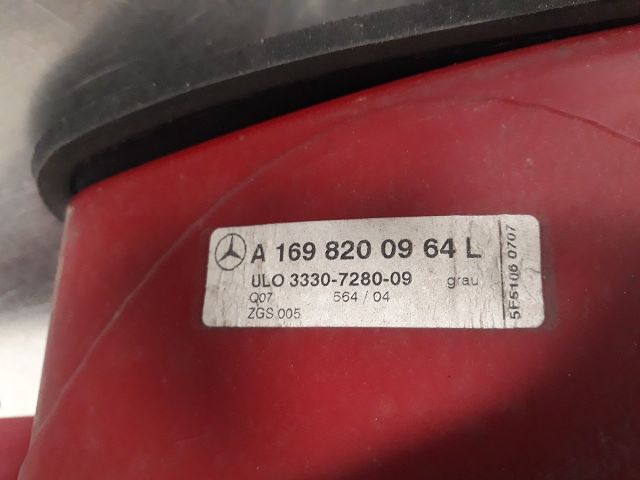 A 169 820 09 64 L
ULO 3330-7280-09 grau
Q07 564 / 04
ZGS 005
5F5106 0707